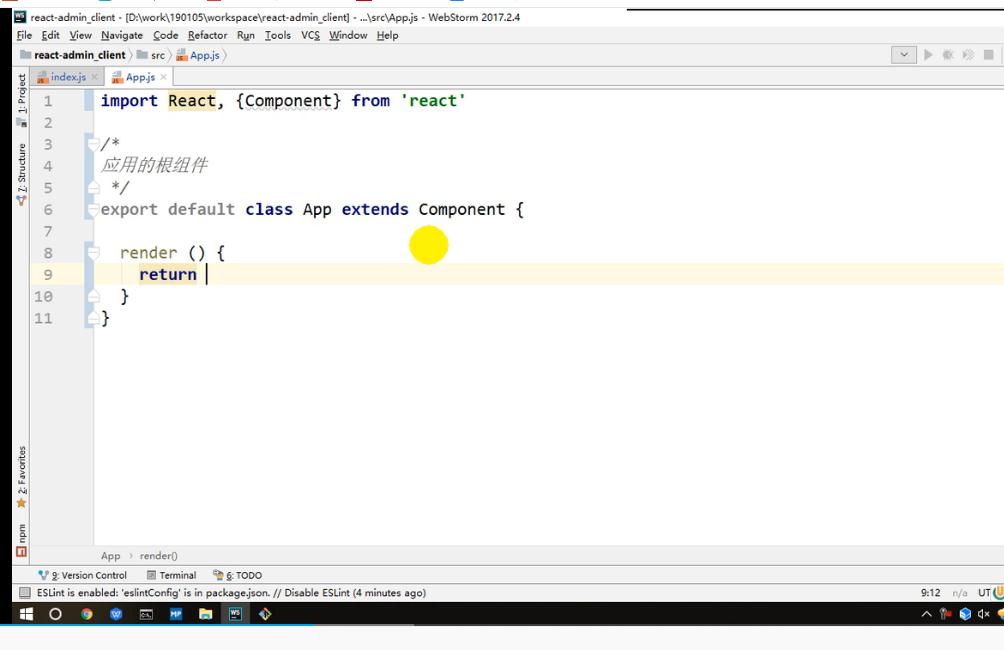 react-admin_client - [D:\work\190105\workspace\react-admin_client] - ...\src\App.js - WebStorm 2017.2.4
File Edit View Navigate Code Refactor Run Tools VCS Window Help
react-admin_client src App.js
index.js App.js
1 import React, {Component} from 'react'
2
3 /*
4 应用的根组件
5 */
6 export default class App extends Component {
7
8 render () {
9 return
10 }
11 }
1: Project
7: Structure
2: Favorites
npm
App › render()
9: Version Control Terminal 6: TODO
ESLint is enabled: 'eslintConfig' is in package.json. // Disable ESLint (4 minutes ago) 9:12 n/a UT
WS MP